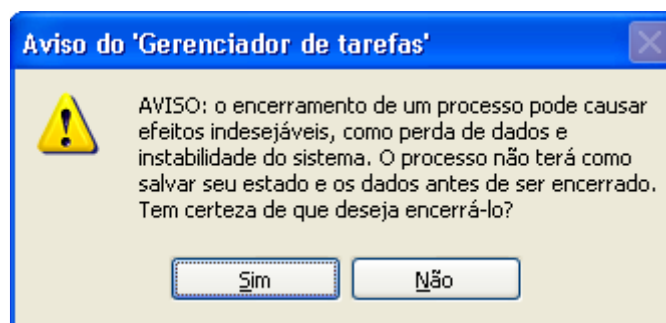 Aviso do 'Gerenciador de tarefas'
AVISO: o encerramento de um processo pode causar
efeitos indesejáveis, como perda de dados e
instabilidade do sistema. O processo não terá como
salvar seu estado e os dados antes de ser encerrado.
Tem certeza de que deseja encerrá-lo?
Sim Não